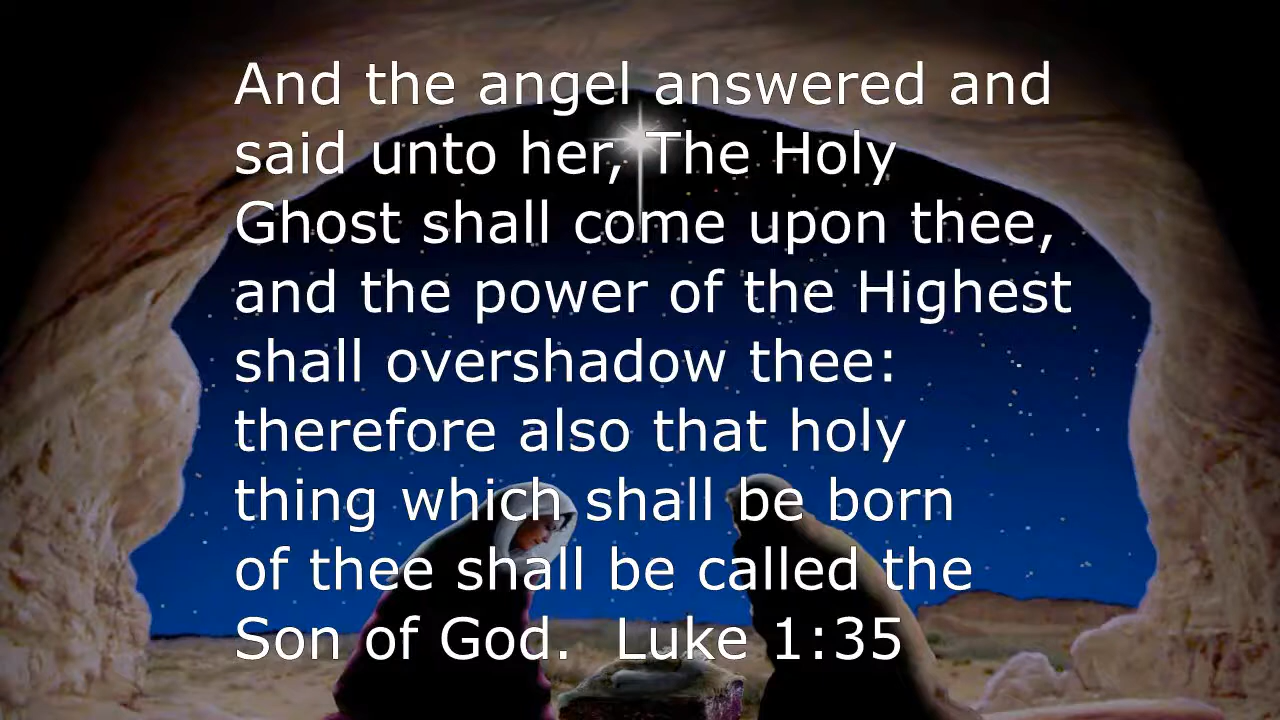 And the angel answered and
said unto her, The Holy
Ghost shall come upon thee,
and the power of the Highest
shall overshadow thee:
therefore also that holy
thing which shall be born
of thee shall be called the
Son of God.  Luke 1:35